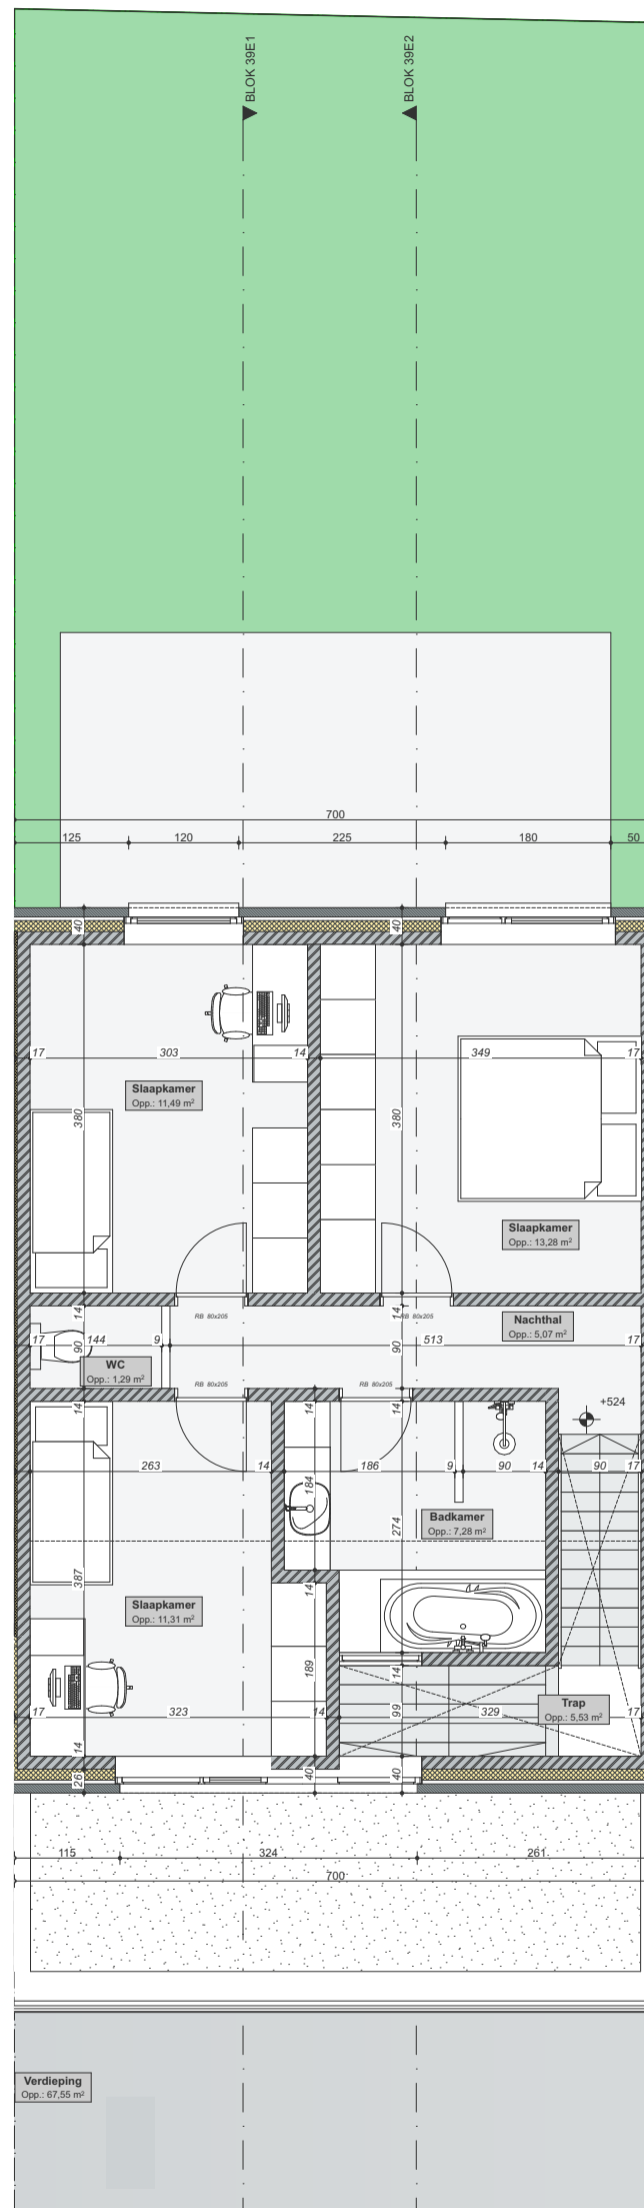 BLOK 39E1
BLOK 39E2
700
125
120
225
180
50
40
40
17
303
14
349
17
Slaapkamer
Opp.: 11,49 m²
380
380
Slaapkamer
Opp.: 13,28 m²
14
RB 80x205
14
RB 80x205
Nachthal
Opp.: 5,07 m²
17
144
9
90
90
513
17
WC
Opp.: 1,29 m²
RB 80x205
RB 80x205
14
14
14
+524
263
14
186
9
90
14
90
17
184
Badkamer
Opp.: 7,28 m²
274
387
14
Slaapkamer
Opp.: 11,31 m²
189
14
Trap
Opp.: 5,53 m²
17
323
14
99
329
17
14
26
40
40
115
324
261
700
Verdieping
Opp.: 67,55 m²